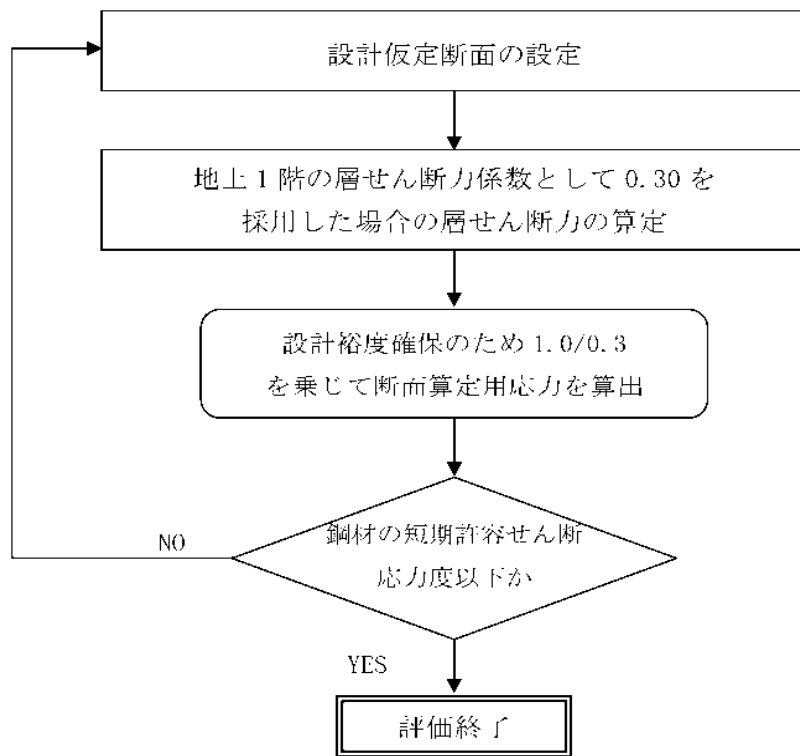 設計仮定断面の設定
地上1階の層せん断力係数として0.30を
採用した場合の層せん断力の算定
設計裕度確保のため1.0/0.3
を乗じて断面算定用応力を算出
鋼材の短期許容せん断
応力度以下か
NO
YES
評価終了